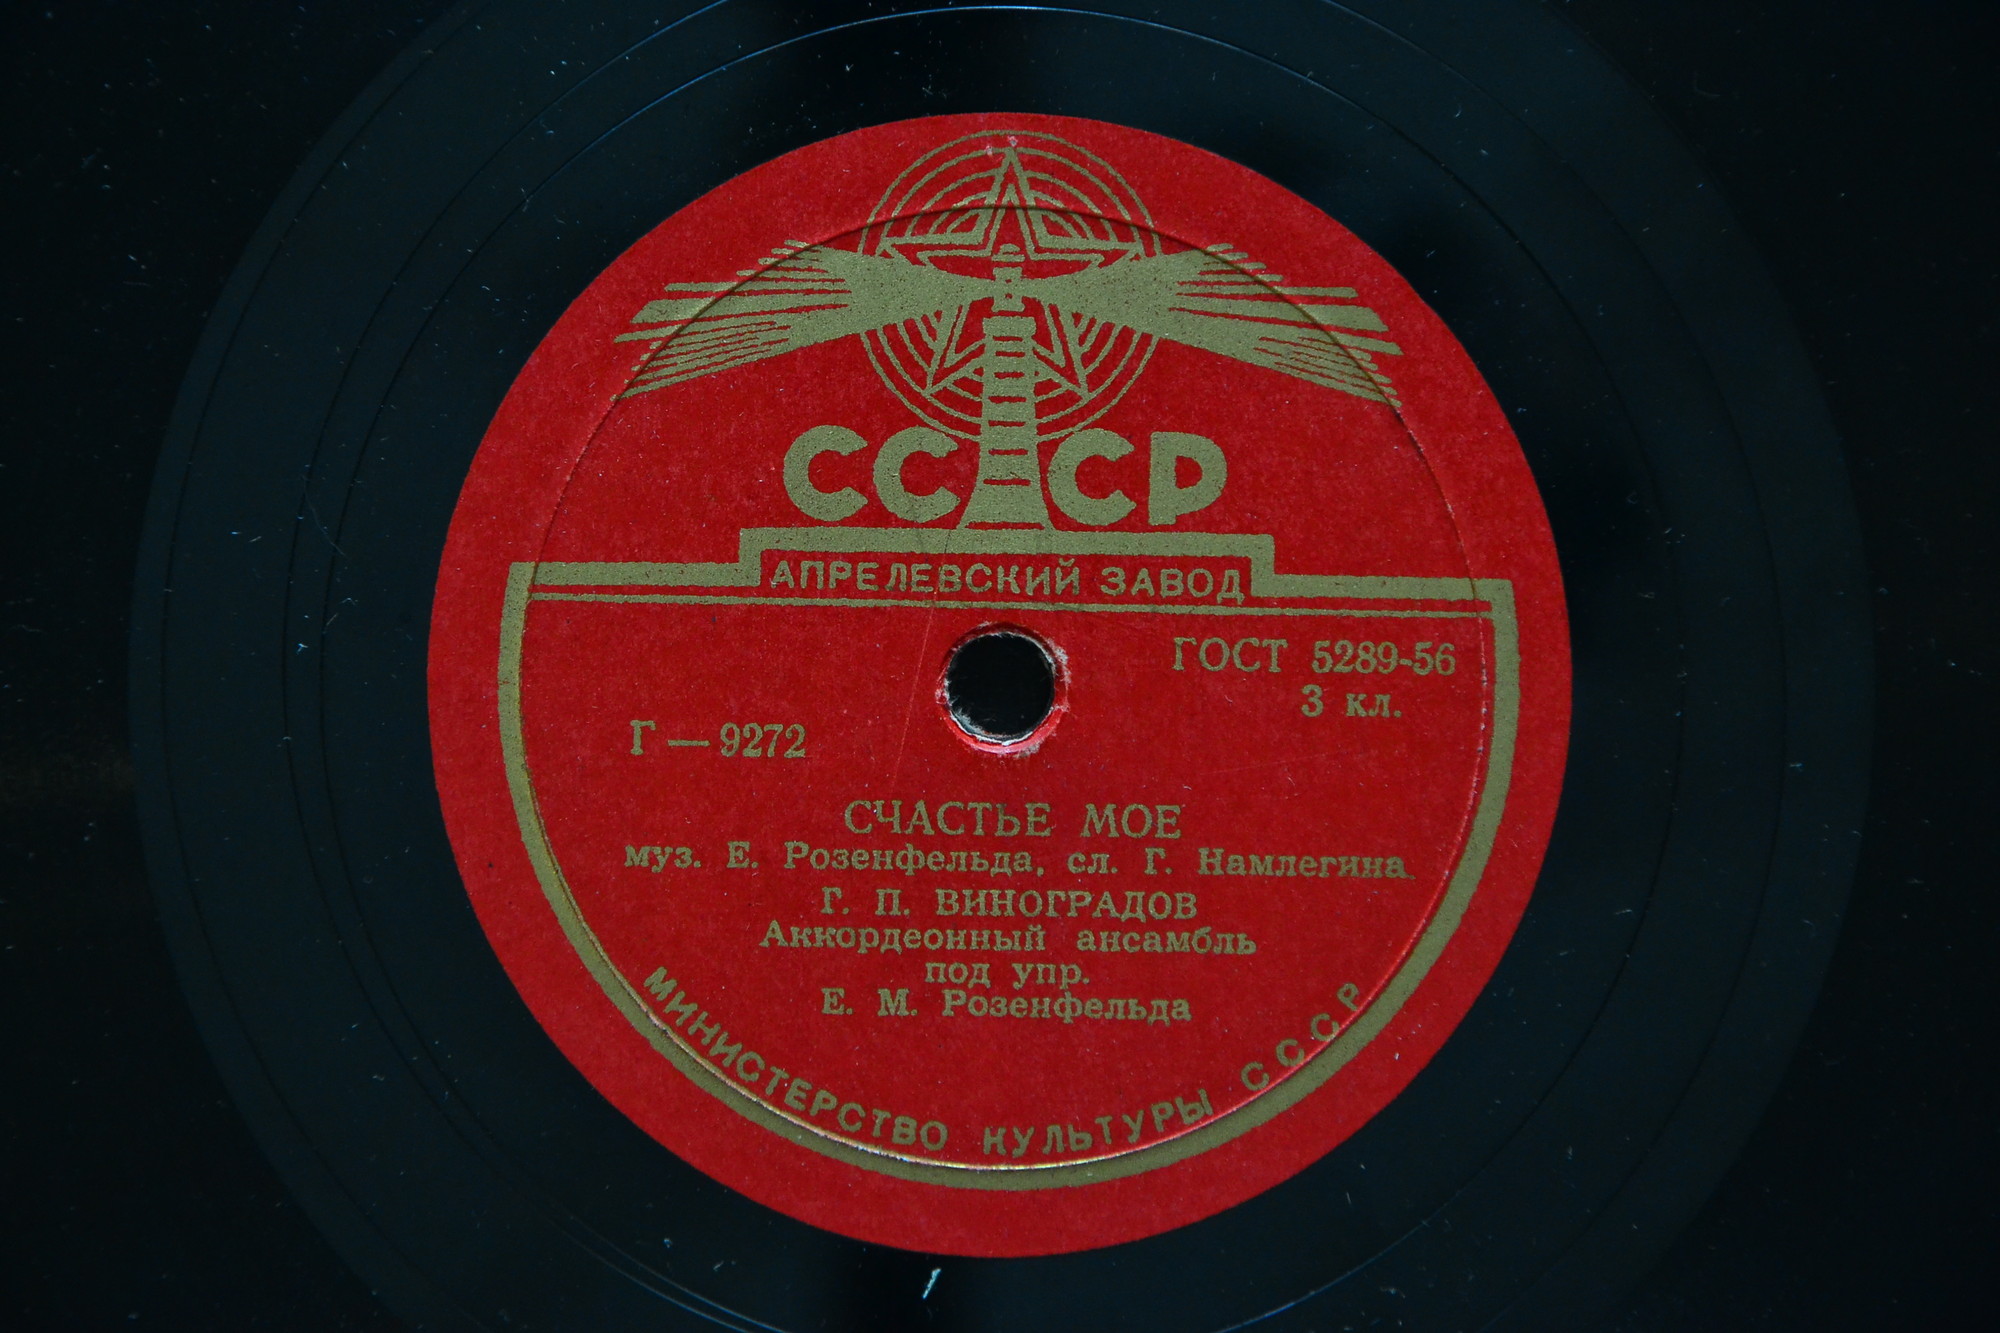 СССР
АПРЕЛЕВСКИЙ ЗАВОД
ГОСТ 5289-56
3 кл.
Г — 9272
СЧАСТЬЕ МОЕ
муз. Е. Розенфельда, сл. Г. Намлегина
Г. П. ВИНОГРАДОВ
Аккордеонный ансамбль
под упр.
Е. М. Розенфельда
МИНИСТЕРСТВО КУЛЬТУРЫ СССР